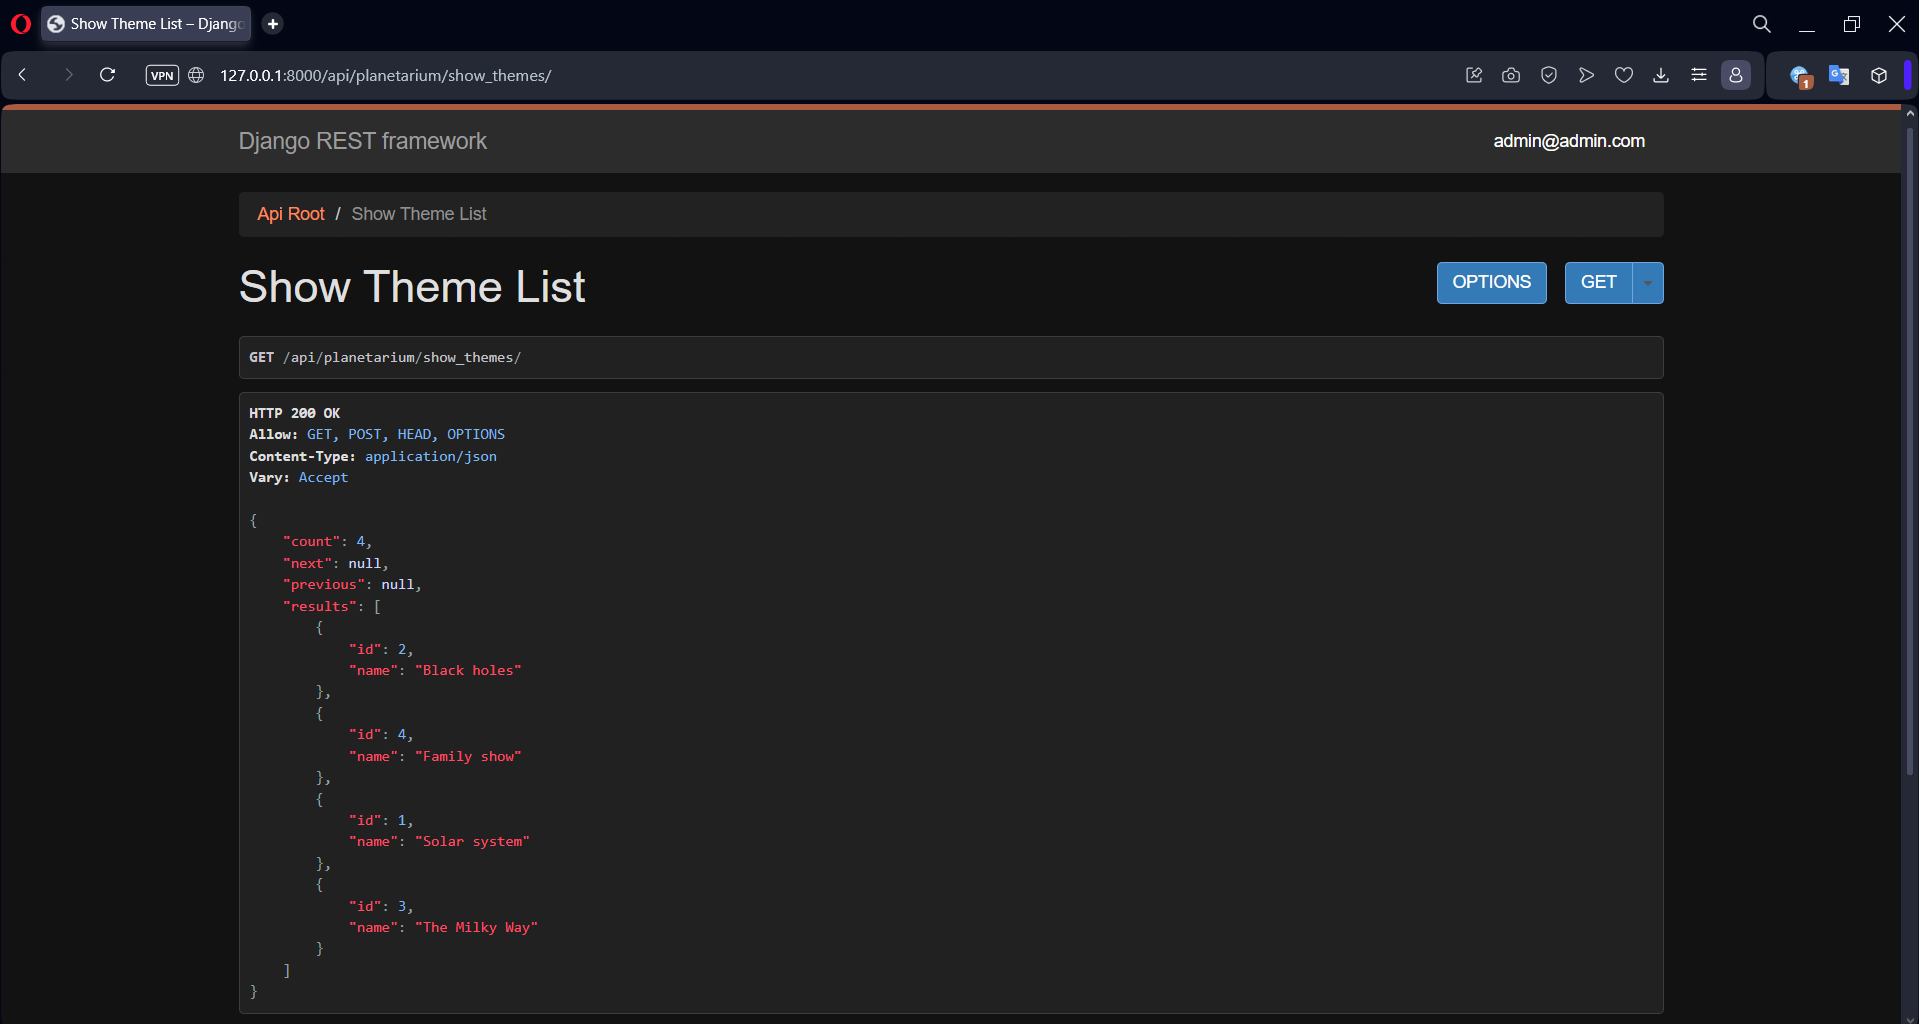 Show Theme List – Django
VPN
127.0.0.1:8000/api/planetarium/show_themes/
1
Django REST framework
admin@admin.com
Api Root / Show Theme List
Show Theme List
OPTIONS
GET
GET /api/planetarium/show_themes/
HTTP 200 OK
Allow: GET, POST, HEAD, OPTIONS
Content-Type: application/json
Vary: Accept
{
    "count": 4,
    "next": null,
    "previous": null,
    "results": [
        {
            "id": 2,
            "name": "Black holes"
        },
        {
            "id": 4,
            "name": "Family show"
        },
        {
            "id": 1,
            "name": "Solar system"
        },
        {
            "id": 3,
            "name": "The Milky Way"
        }
    ]
}